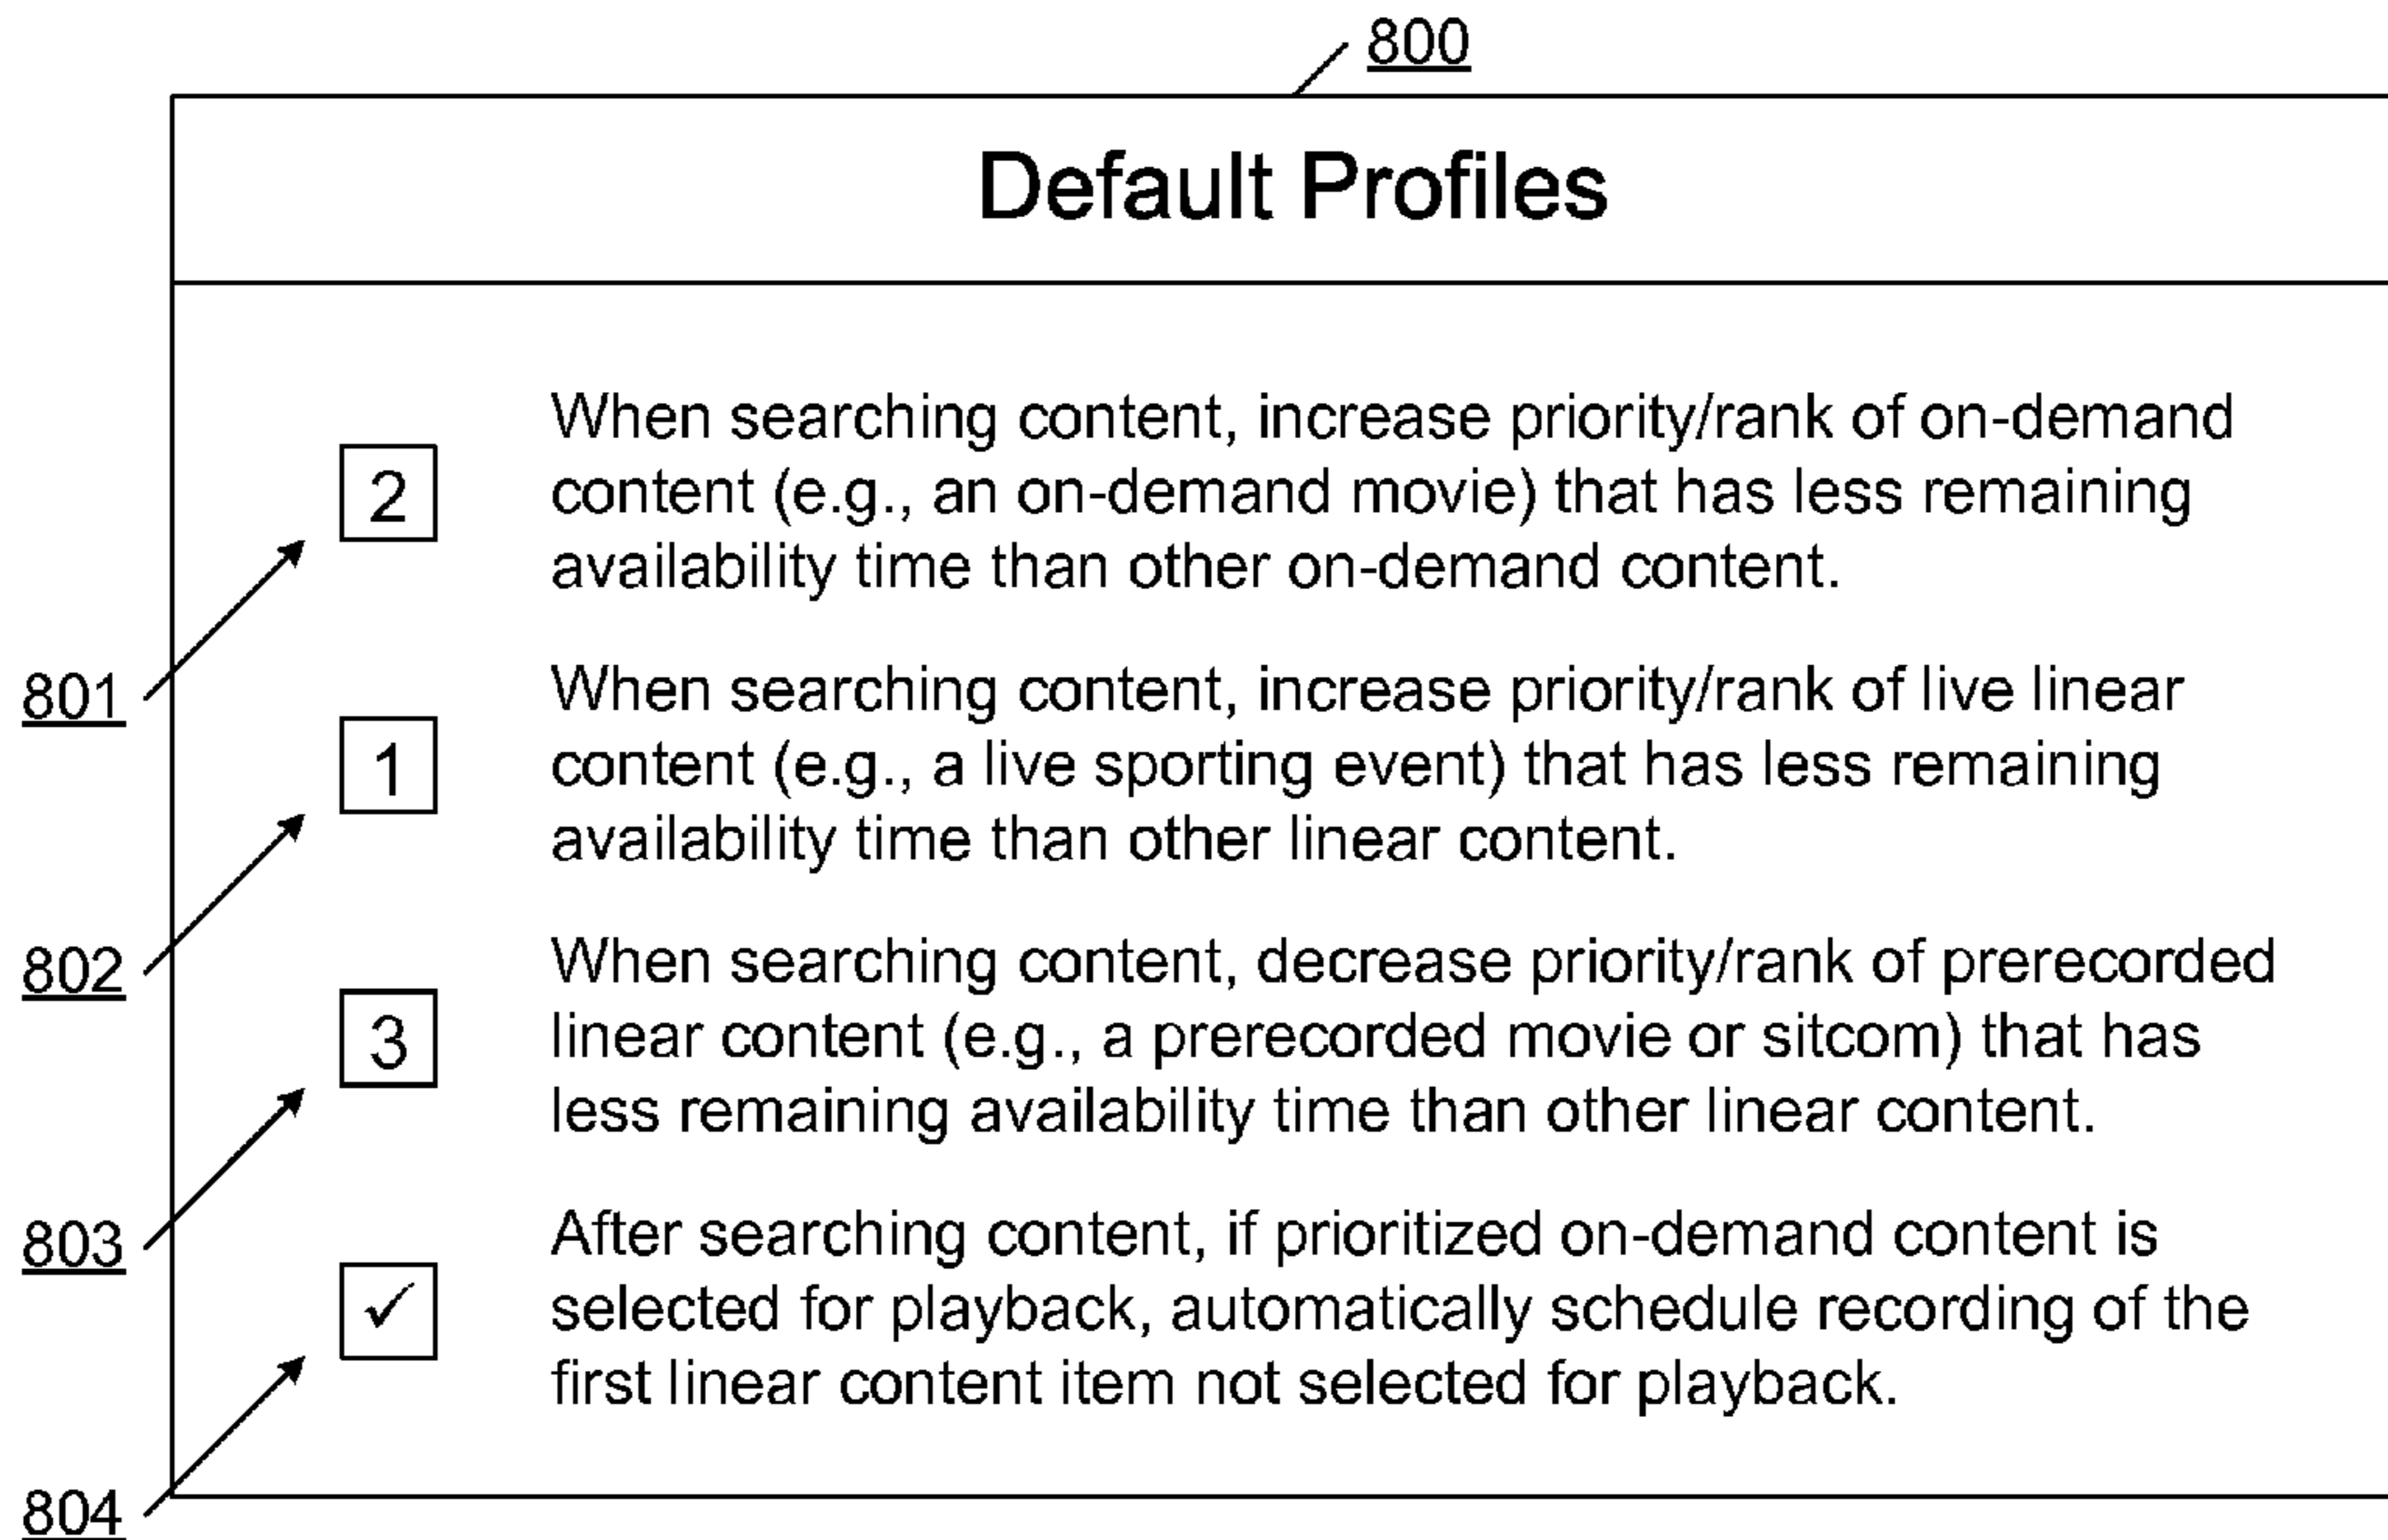 800
Default Profiles
2
When searching content, increase priority/rank of on-demand
content (e.g., an on-demand movie) that has less remaining
availability time than other on-demand content.
801
1
When searching content, increase priority/rank of live linear
content (e.g., a live sporting event) that has less remaining
availability time than other linear content.
802
3
When searching content, decrease priority/rank of prerecorded
linear content (e.g., a prerecorded movie or sitcom) that has
less remaining availability time than other linear content.
803
✓
After searching content, if prioritized on-demand content is
selected for playback, automatically schedule recording of the
first linear content item not selected for playback.
804